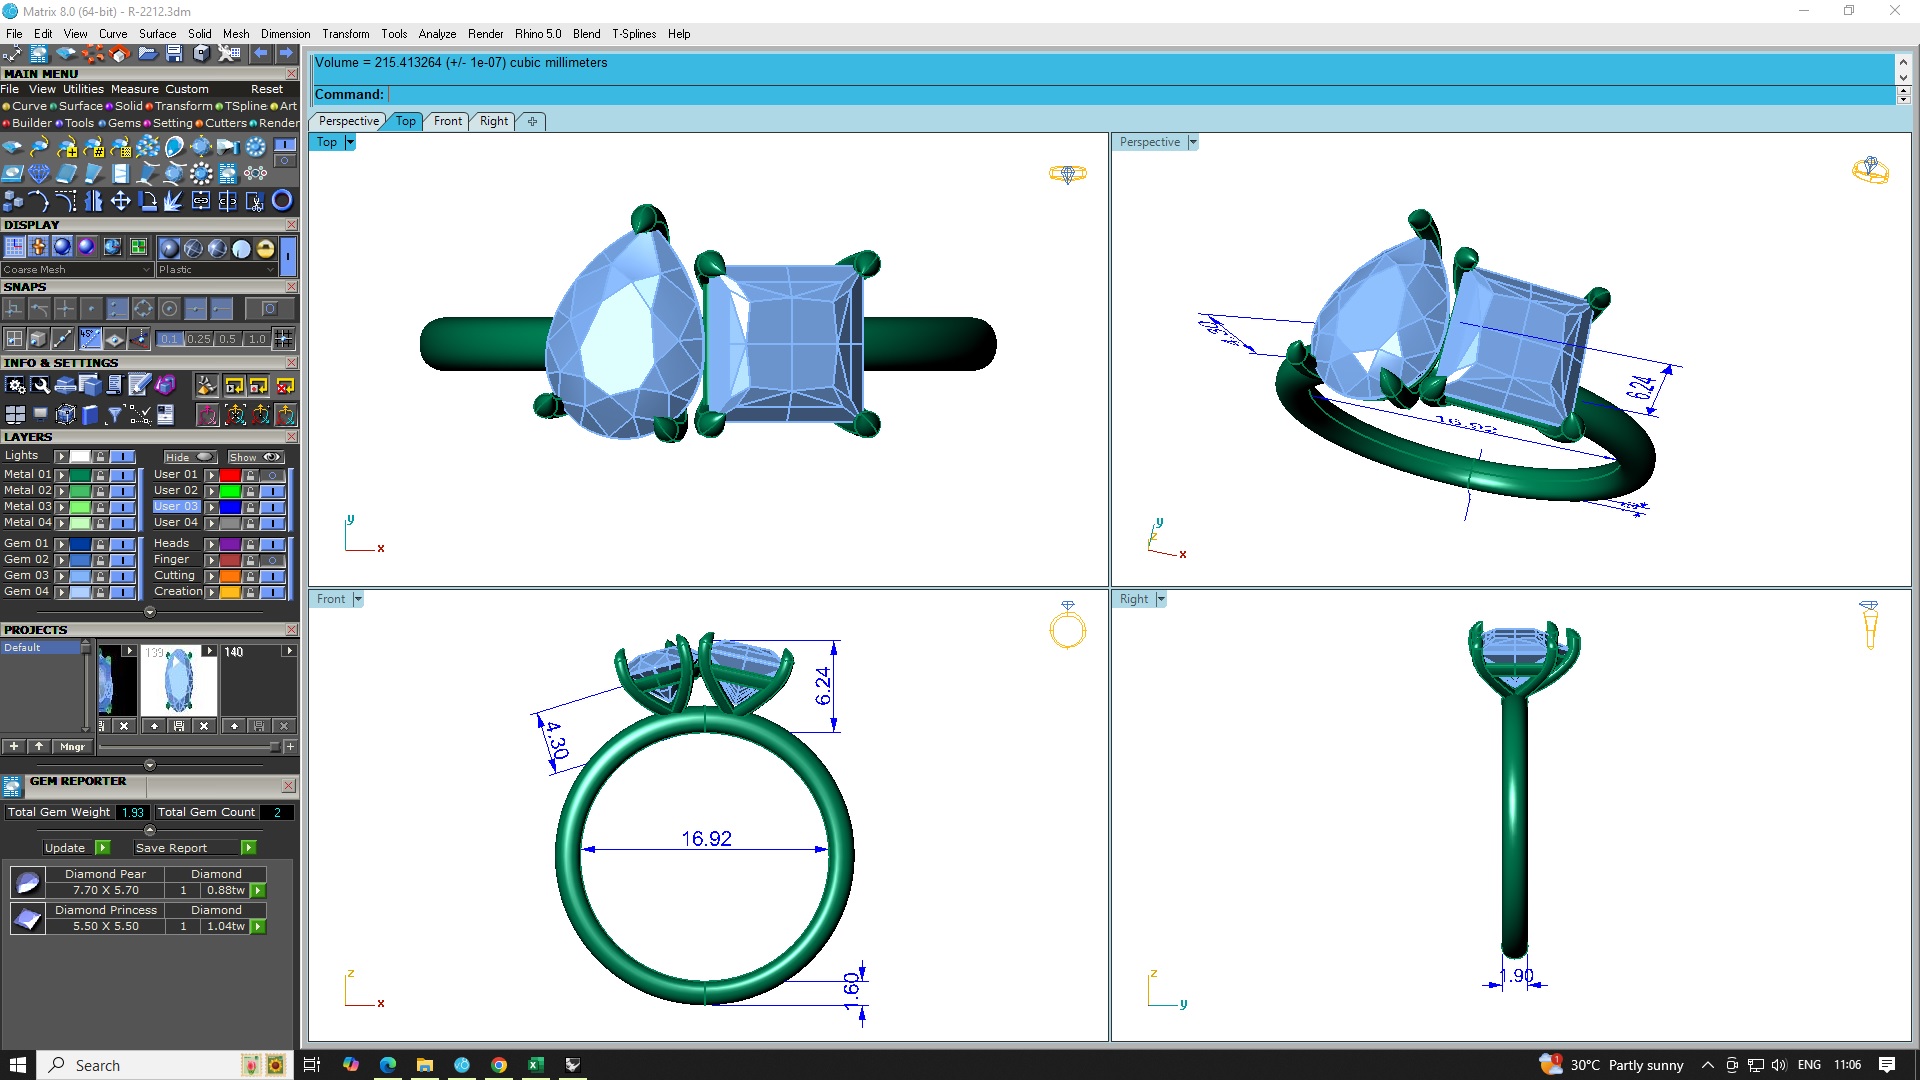 Matrix 8.0 (64-bit) - R-2212.3dm
File Edit View Curve Surface Solid Mesh Dimension Transform Tools Analyze Render Rhino 5.0 Blend T-Splines Help
MAIN MENU
File View Utilities Measure Custom Reset
Curve Surface Solid Transform TSpline Art
Builder Tools Gems Setting Cutters Render
DISPLAY
Coarse Mesh Plastic
SNAPS
45°
0.1 0.25 0.5 1.0
INFO & SETTINGS
LAYERS
Lights Hide Show
Metal 01 User 01
Metal 02 User 02
Metal 03 User 03
Metal 04 User 04
Gem 01 Heads
Gem 02 Finger
Gem 03 Cutting
Gem 04 Creation
PROJECTS
Default
139 140
Mngr
GEM REPORTER
Total Gem Weight 1.93 Total Gem Count 2
Update Save Report
Diamond Pear Diamond
7.70 X 5.70 1 0.88tw
Diamond Princess Diamond
5.50 X 5.50 1 1.04tw
Volume = 215.413264 (+/- 1e-07) cubic millimeters
Command:
Perspective Top Front Right
Top
y
x
Perspective
6.24
16.92
y
z
x
Front
6.24
4.30
16.92
1.60
z
x
Right
1.90
z
y
Search
1
30°C Partly sunny
ENG
11:06